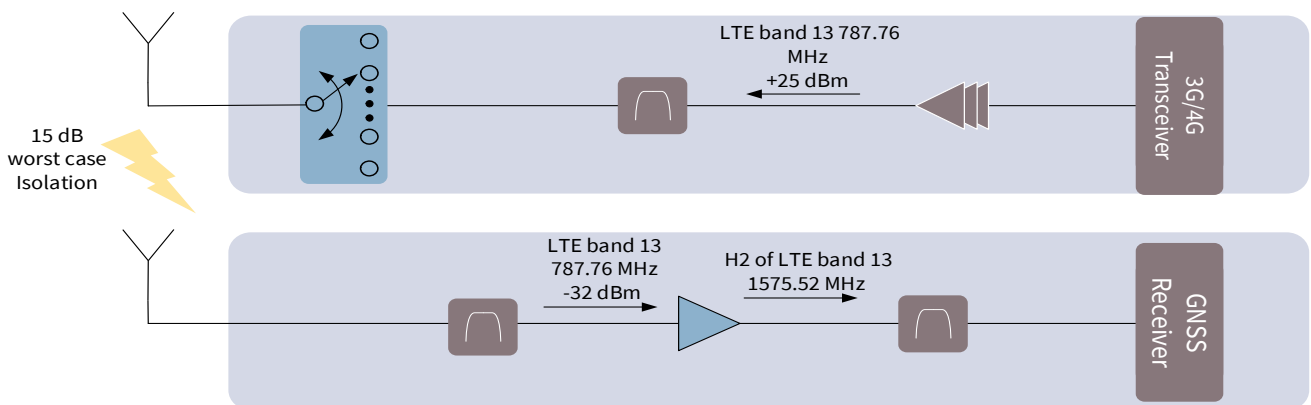 LTE band 13 787.76
MHz
+25 dBm
3G/4G
Transceiver
15 dB
worst case
Isolation
LTE band 13
787.76 MHz
-32 dBm
H2 of LTE band 13
1575.52 MHz
GNSS
Receiver